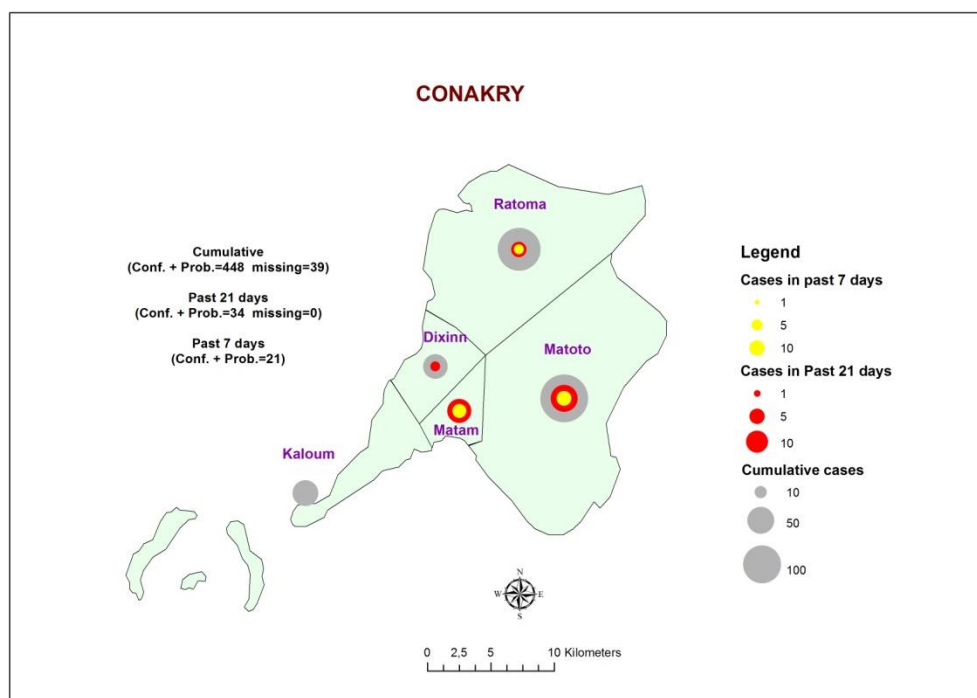 CONAKRY
Ratoma
Cumulative
(Conf. + Prob.=448 missing=39)
Past 21 days
(Conf. + Prob.=34 missing=0)
Past 7 days
(Conf. + Prob.=21)
Dixinn
Matoto
Matam
Kaloum
Legend
Cases in past 7 days
1
5
10
Cases in Past 21 days
1
5
10
Cumulative cases
10
50
100
N
W E
S
0 2,5 5 10 Kilometers